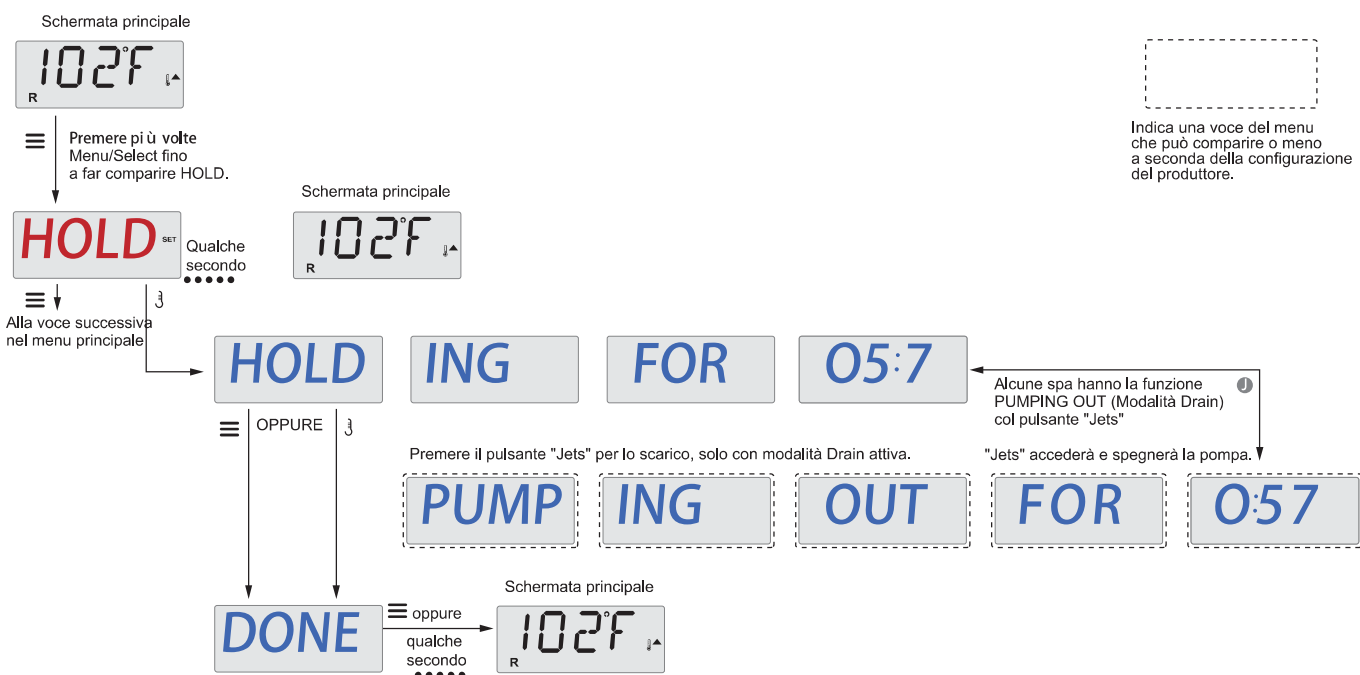 Schermata principale
102°F
R
Premere pi ù volte
Menu/Select fino
a far comparire HOLD.
Indica una voce del menu
che può comparire o meno
a seconda della configurazione
del produttore.
HOLD SET
Qualche
secondo
Schermata principale
102°F
R
Alla voce successiva
nel menu principale
HOLD
ING
FOR
O5:7
Alcune spa hanno la funzione
PUMPING OUT (Modalità Drain)
col pulsante "Jets"
J
OPPURE
Premere il pulsante "Jets" per lo scarico, solo con modalità Drain attiva.
"Jets" accederà e spegnerà la pompa.
PUMP
ING
OUT
FOR
O:57
DONE
oppure
qualche
secondo
Schermata principale
102°F
R